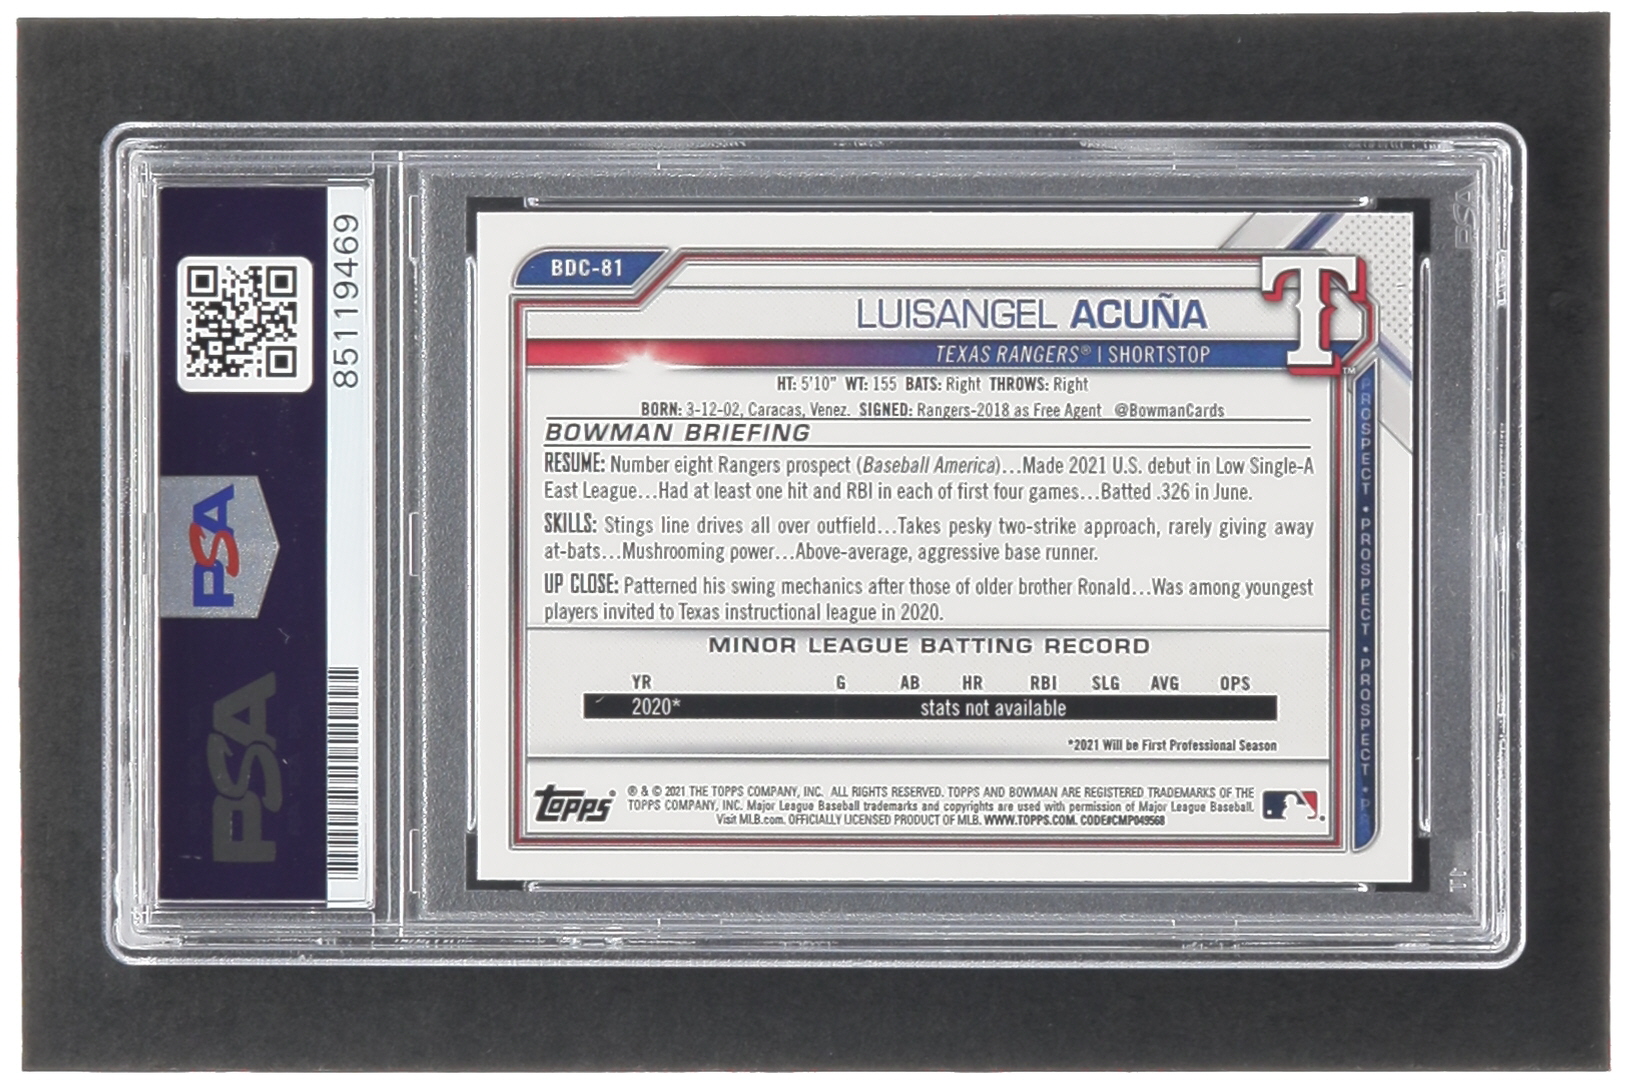 85119469
PSA
PSA
BDC-81
LUISANGEL ACUÑA
TEXAS RANGERS® | SHORTSTOP
T
™
HT: 5'10" WT: 155 BATS: Right THROWS: Right
BORN: 3-12-02, Caracas, Venez. SIGNED: Rangers-2018 as Free Agent @BowmanCards
BOWMAN BRIEFING
RESUME: Number eight Rangers prospect (Baseball America)...Made 2021 U.S. debut in Low Single-A
East League...Had at least one hit and RBI in each of first four games...Batted .326 in June.
SKILLS: Stings line drives all over outfield...Takes pesky two-strike approach, rarely giving away
at-bats...Mushrooming power...Above-average, aggressive base runner.
UP CLOSE: Patterned his swing mechanics after those of older brother Ronald...Was among youngest
players invited to Texas instructional league in 2020.
MINOR LEAGUE BATTING RECORD
YR G AB HR RBI SLG AVG OPS
2020* stats not available
*2021 Will be First Professional Season
Topps® ® & © 2021 THE TOPPS COMPANY, INC. ALL RIGHTS RESERVED. TOPPS AND BOWMAN ARE REGISTERED TRADEMARKS OF THE
TOPPS COMPANY, INC. Major League Baseball trademarks and copyrights are used with permission of Major League Baseball.
Visit MLB.com. OFFICIALLY LICENSED PRODUCT OF MLB. WWW.TOPPS.COM. CODE#CMP049568
PROSPECT • PROSPECT • PROSPECT • P
PSA